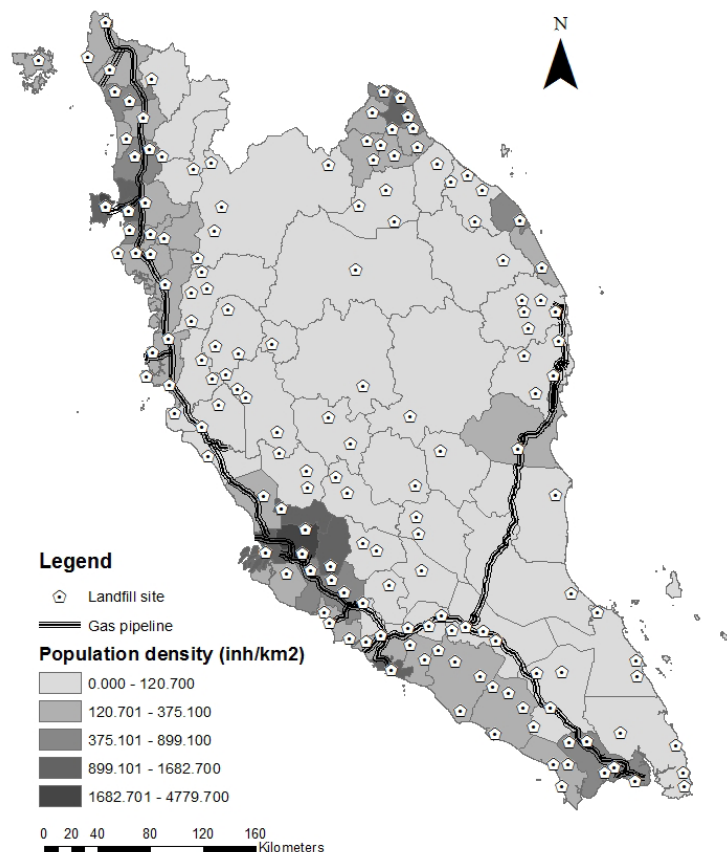 N
Legend
Landfill site
Gas pipeline
Population density (inh/km2)
0.000 - 120.700
120.701 - 375.100
375.101 - 899.100
899.101 - 1682.700
1682.701 - 4779.700
0 20 40 80 120 160
Kilometers